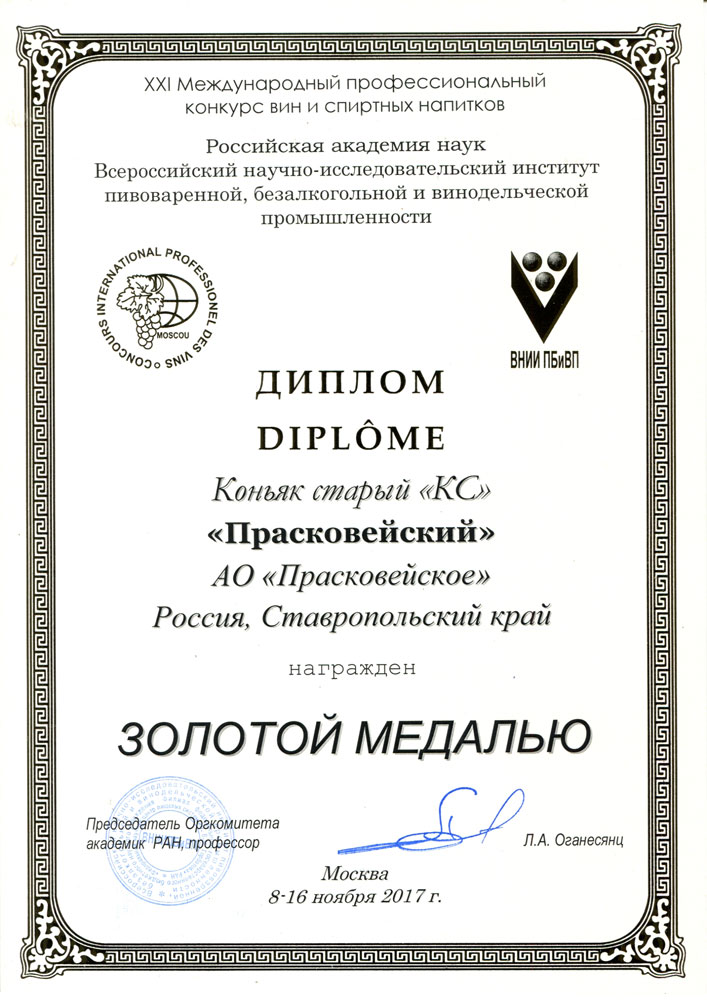 XXI Международный профессиональный
конкурс вин и спиртных напитков
Российская академия наук
Всероссийский научно-исследовательский институт
пивоваренной, безалкогольной и винодельческой
промышленности
CONCOURS INTERNATIONAL PROFESSIONEL DES VINS
MOSCOU
ВНИИ ПБиВП
ДИПЛОМ
DIPLÔME
Коньяк старый «КС»
«Прасковейский»
АО «Прасковейское»
Россия, Ставропольский край
награжден
ЗОЛОТОЙ МЕДАЛЬЮ
Председатель Оргкомитета
академик РАН, профессор
Л.А. Оганесянц
Москва
8-16 ноября 2017 г.